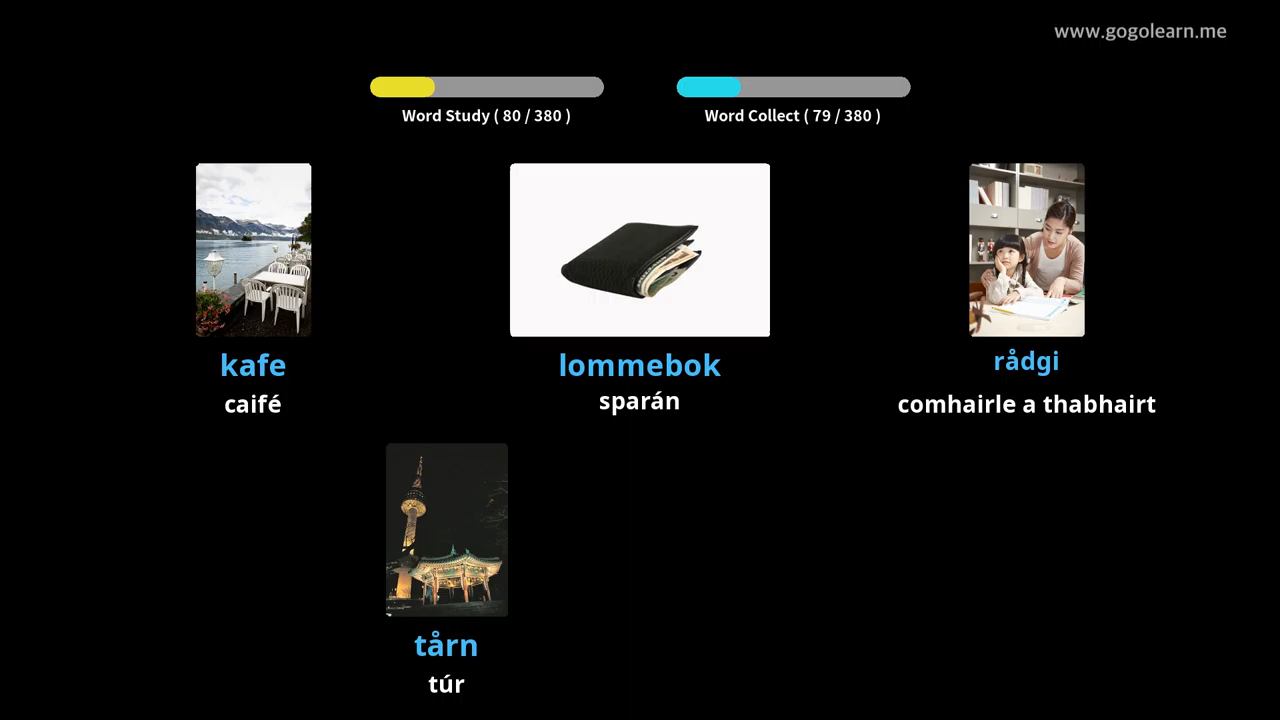 www.gogolearn.me
Word Study ( 80 / 380 )
Word Collect ( 79 / 380 )
kafe
caifé
lommebok
sparán
rådgi
comhairle a thabhairt
tårn
túr